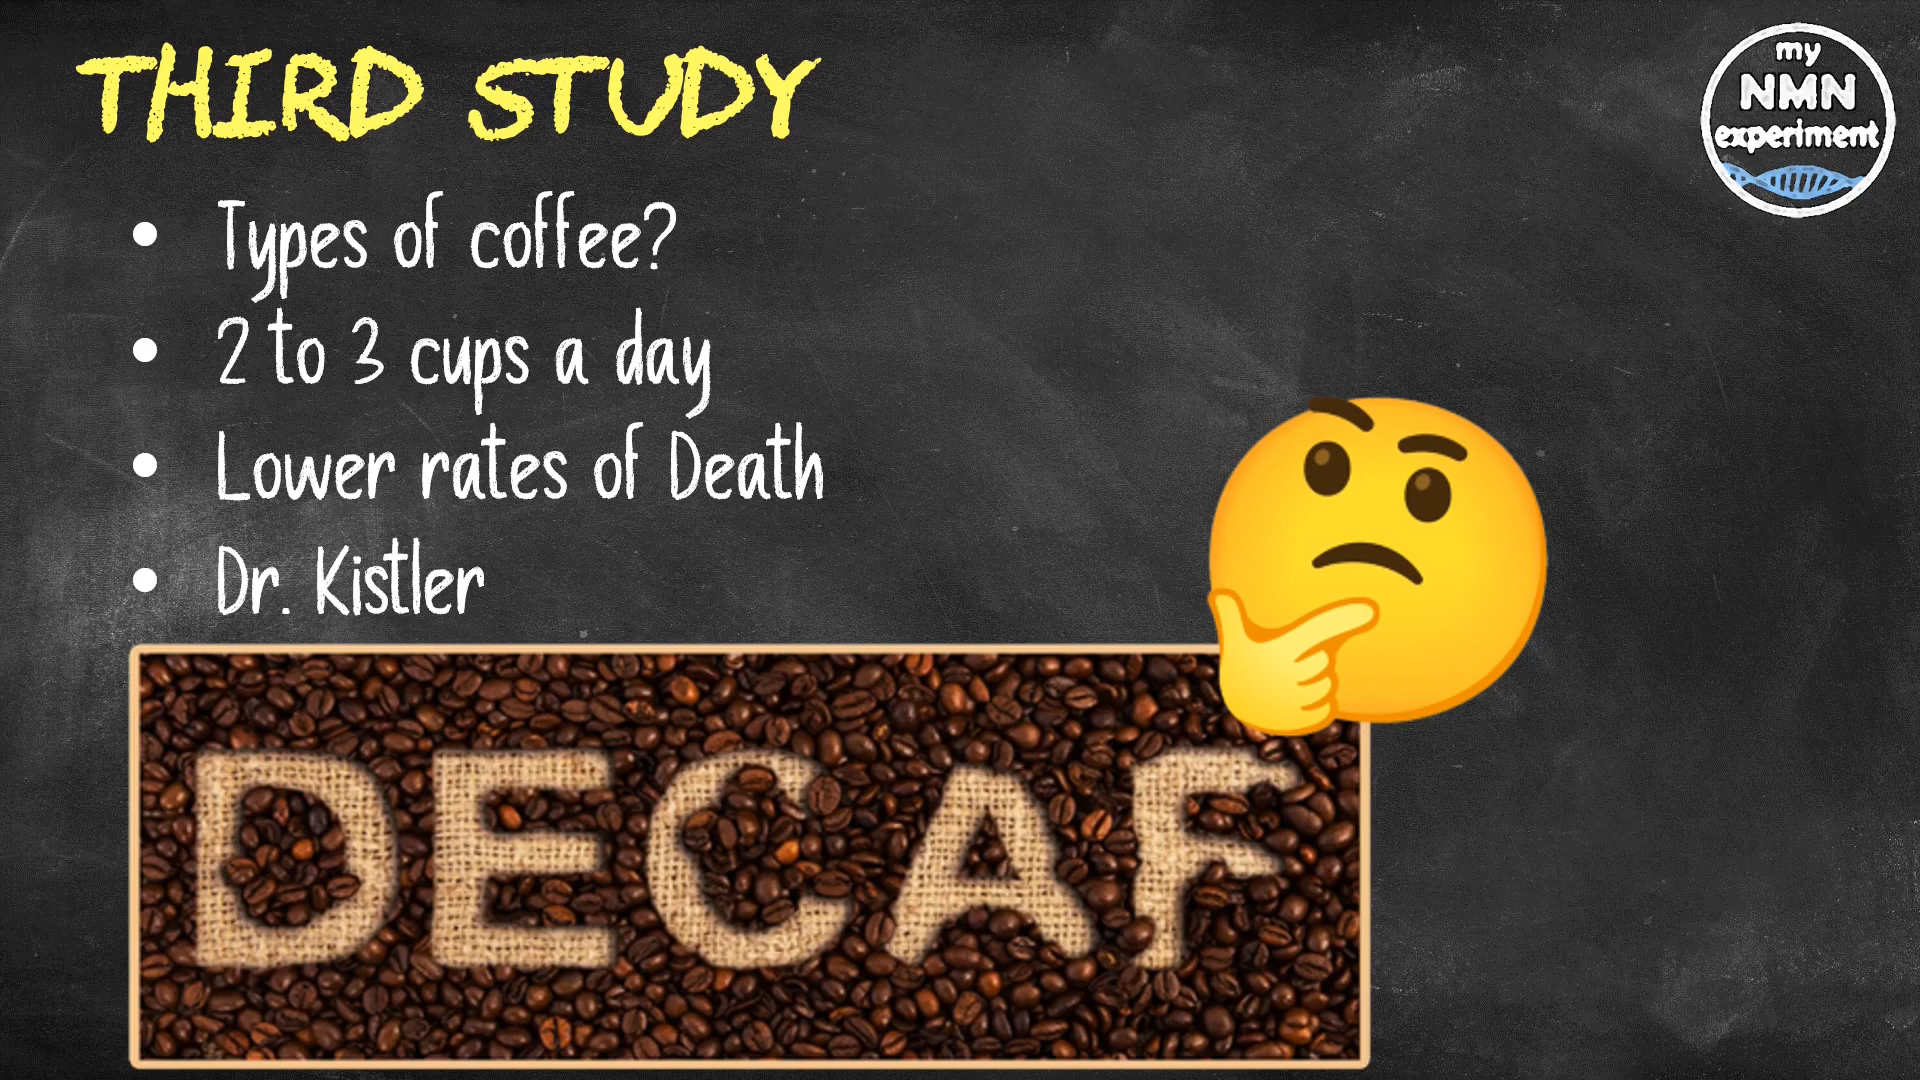 THIRD STUDY
my
NMN
experiment
• Types of coffee?
• 2 to 3 cups a day
• Lower rates of Death
• Dr. Kistler
DECAF